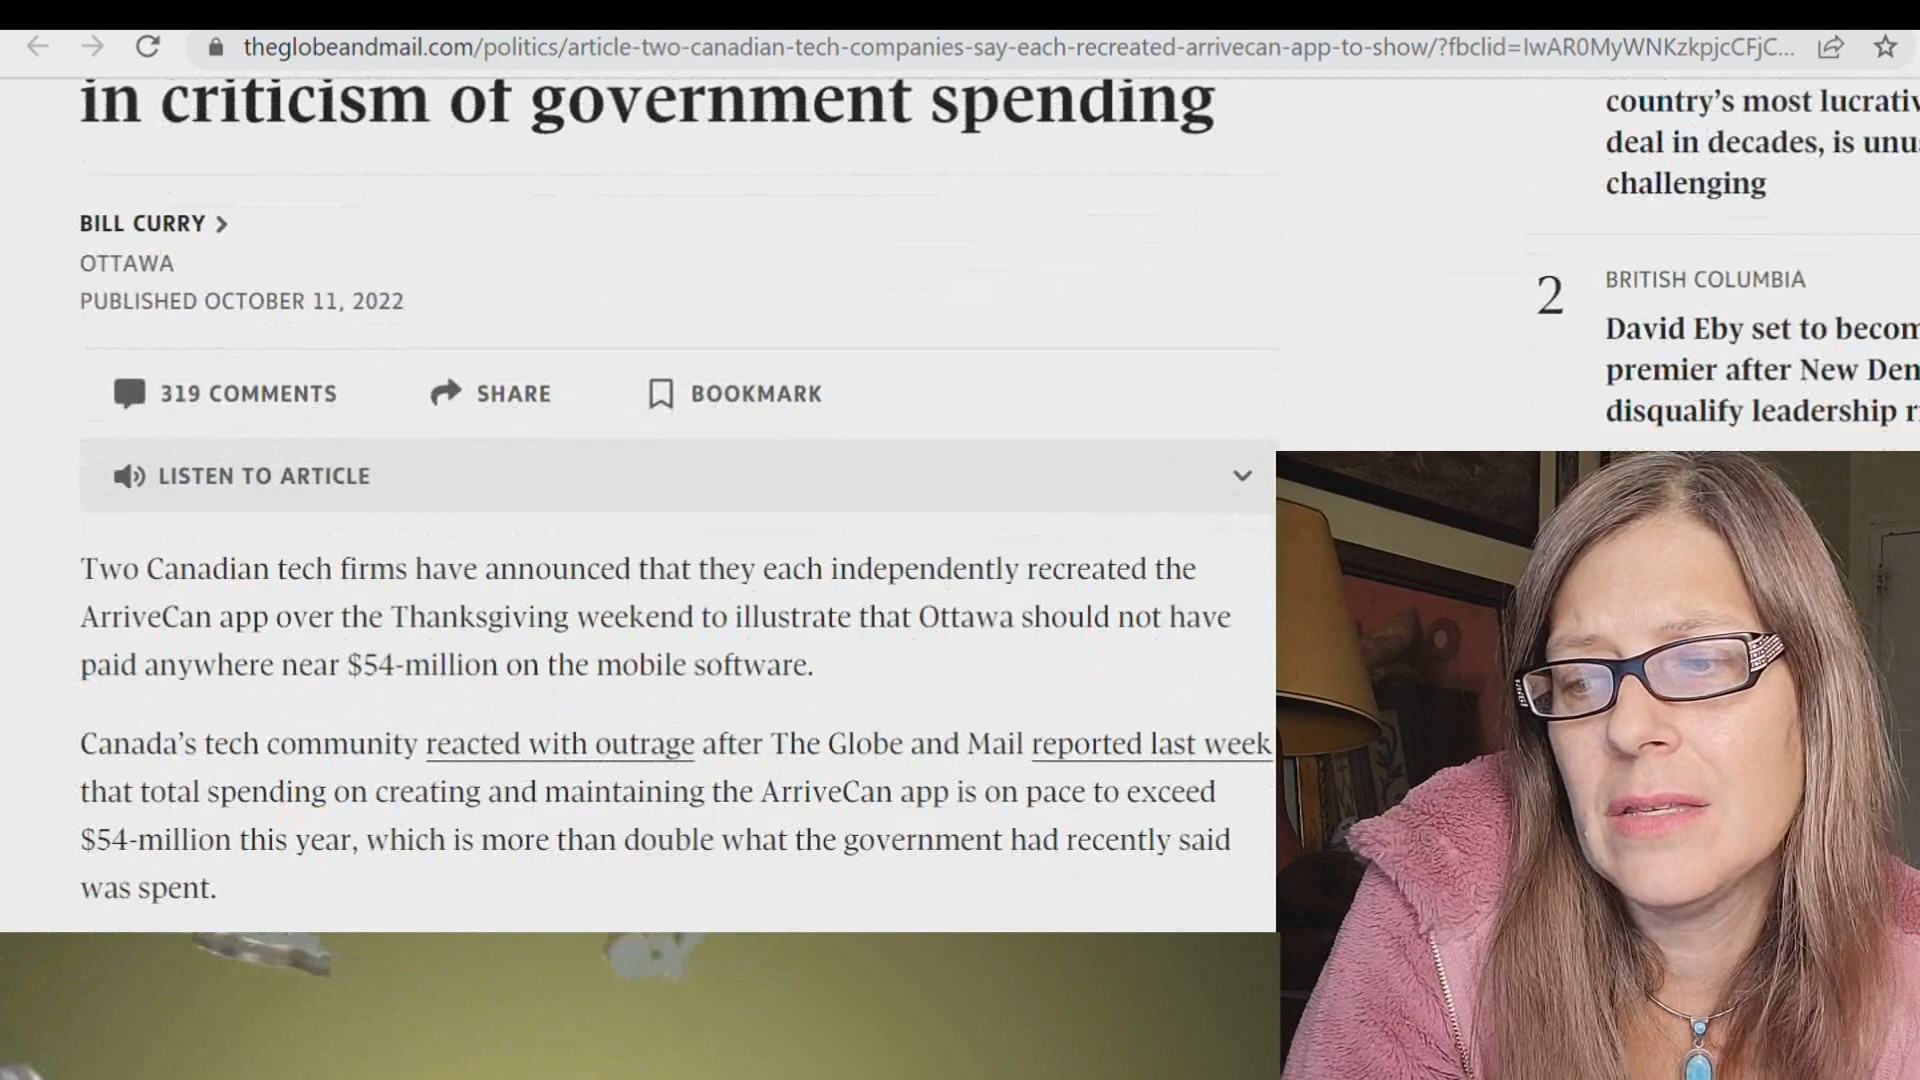 theglobeandmail.com/politics/article-two-canadian-tech-companies-say-each-recreated-arrivecan-app-to-show/?fbclid=IwAR0MyWNKzkpjcCFjC...
in criticism of government spending
BILL CURRY >
OTTAWA
PUBLISHED OCTOBER 11, 2022
319 COMMENTS
SHARE
BOOKMARK
LISTEN TO ARTICLE
Two Canadian tech firms have announced that they each independently recreated the
ArriveCan app over the Thanksgiving weekend to illustrate that Ottawa should not have
paid anywhere near $54-million on the mobile software.
Canada’s tech community reacted with outrage after The Globe and Mail reported last week
that total spending on creating and maintaining the ArriveCan app is on pace to exceed
$54-million this year, which is more than double what the government had recently said
was spent.
country’s most lucrativ
deal in decades, is unu
challenging
2
BRITISH COLUMBIA
David Eby set to becom
premier after New Den
disqualify leadership r